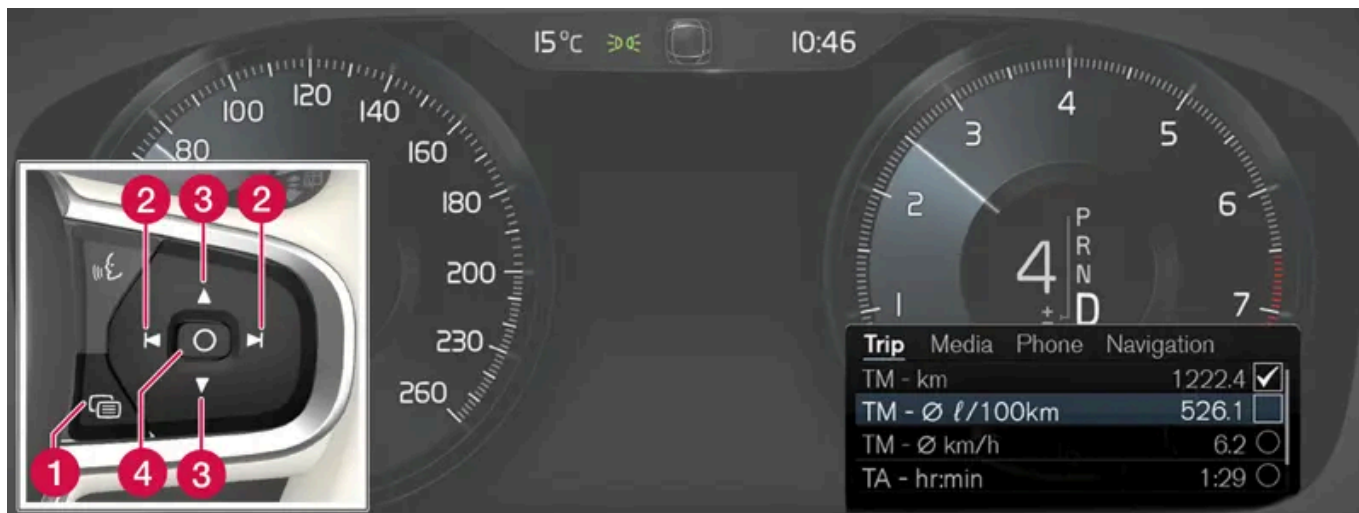 15°C 10:46
80 100 120 140 160 180 200 230 260
1 2 3 4 5 6 7
4
P
R
N
D
±
2 3 2
1 4 3
Trip Media Phone Navigation
TM - km 1222.4
TM - Ø ℓ/100km 526.1
TM - Ø km/h 6.2
TA - hr:min 1:29